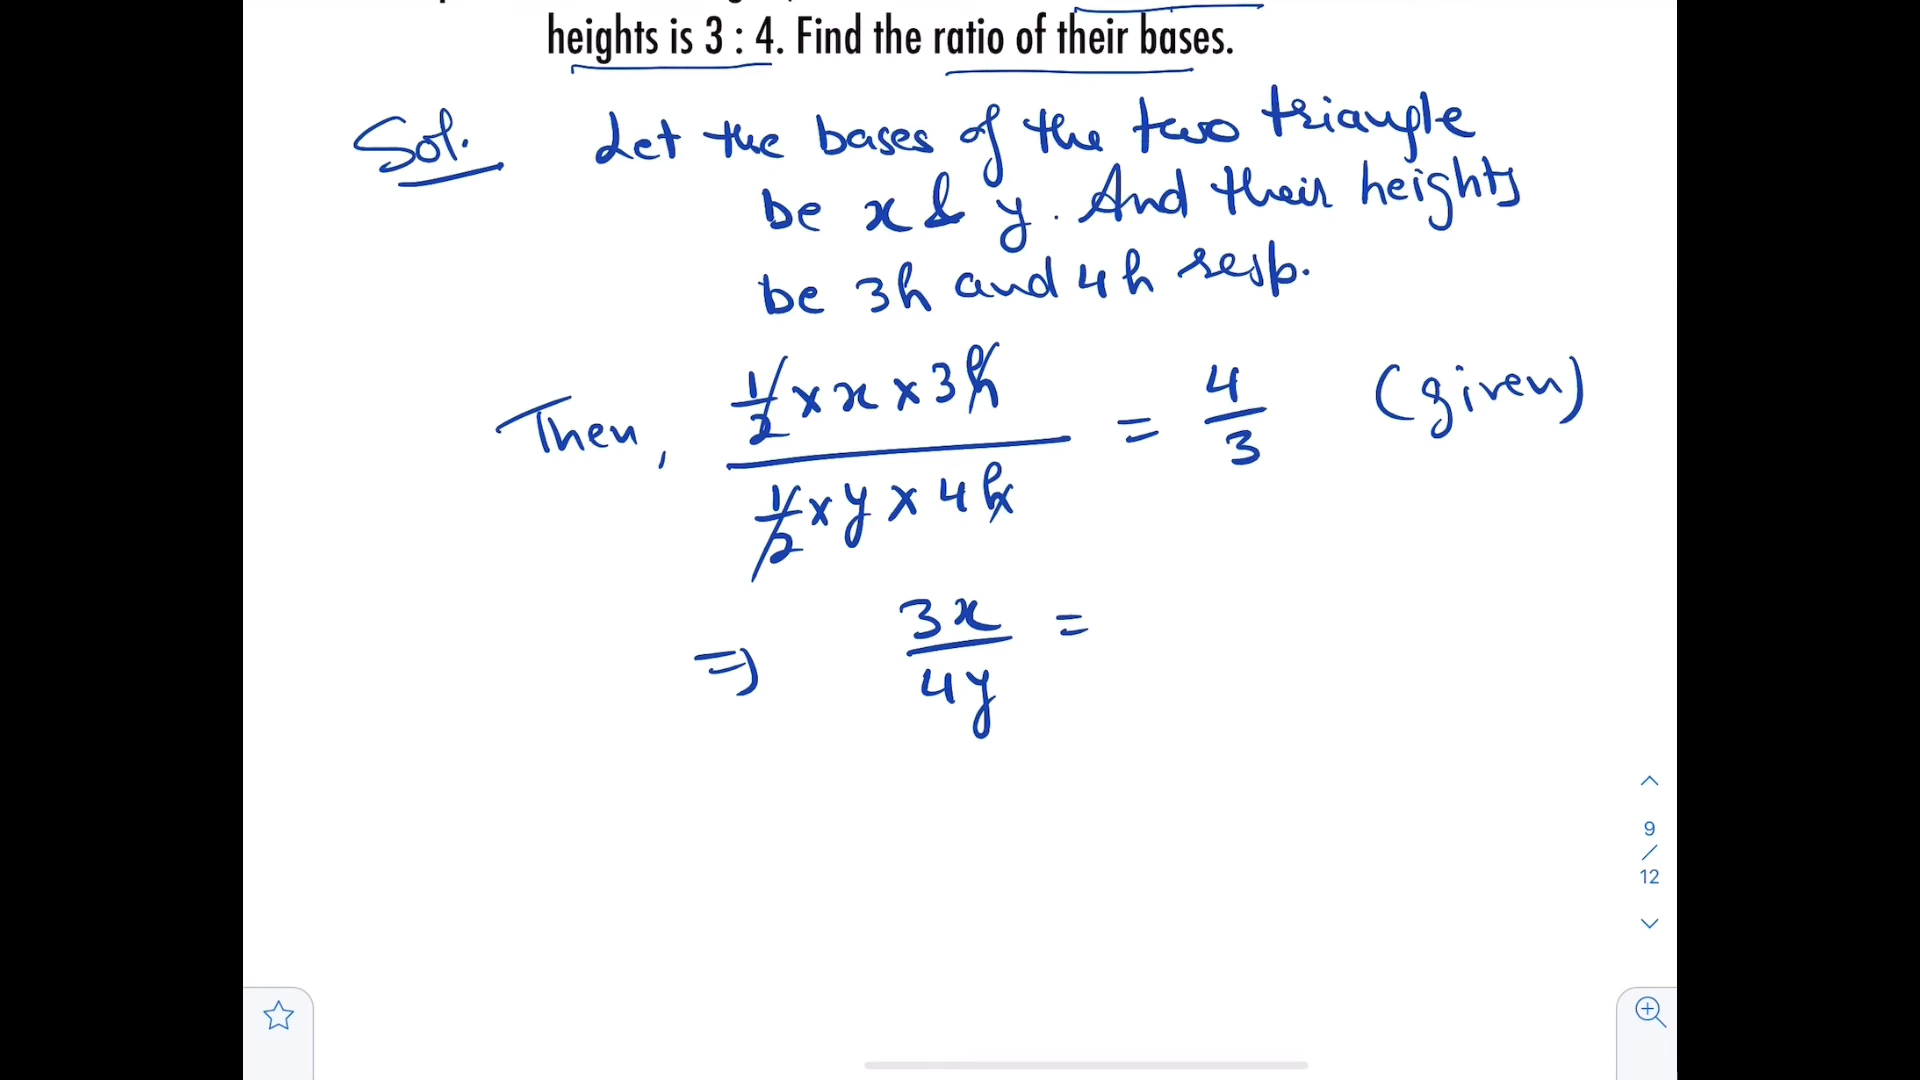 heights is 3 : 4. Find the ratio of their bases.
Sol. Let the bases of the two triangle
be x & y. And their heights
be 3h and 4h resp.
Then, (1/2 × x × 3h) / (1/2 × y × 4h) = 4/3 (given)
⇒ 3x/4y =
9
/
12